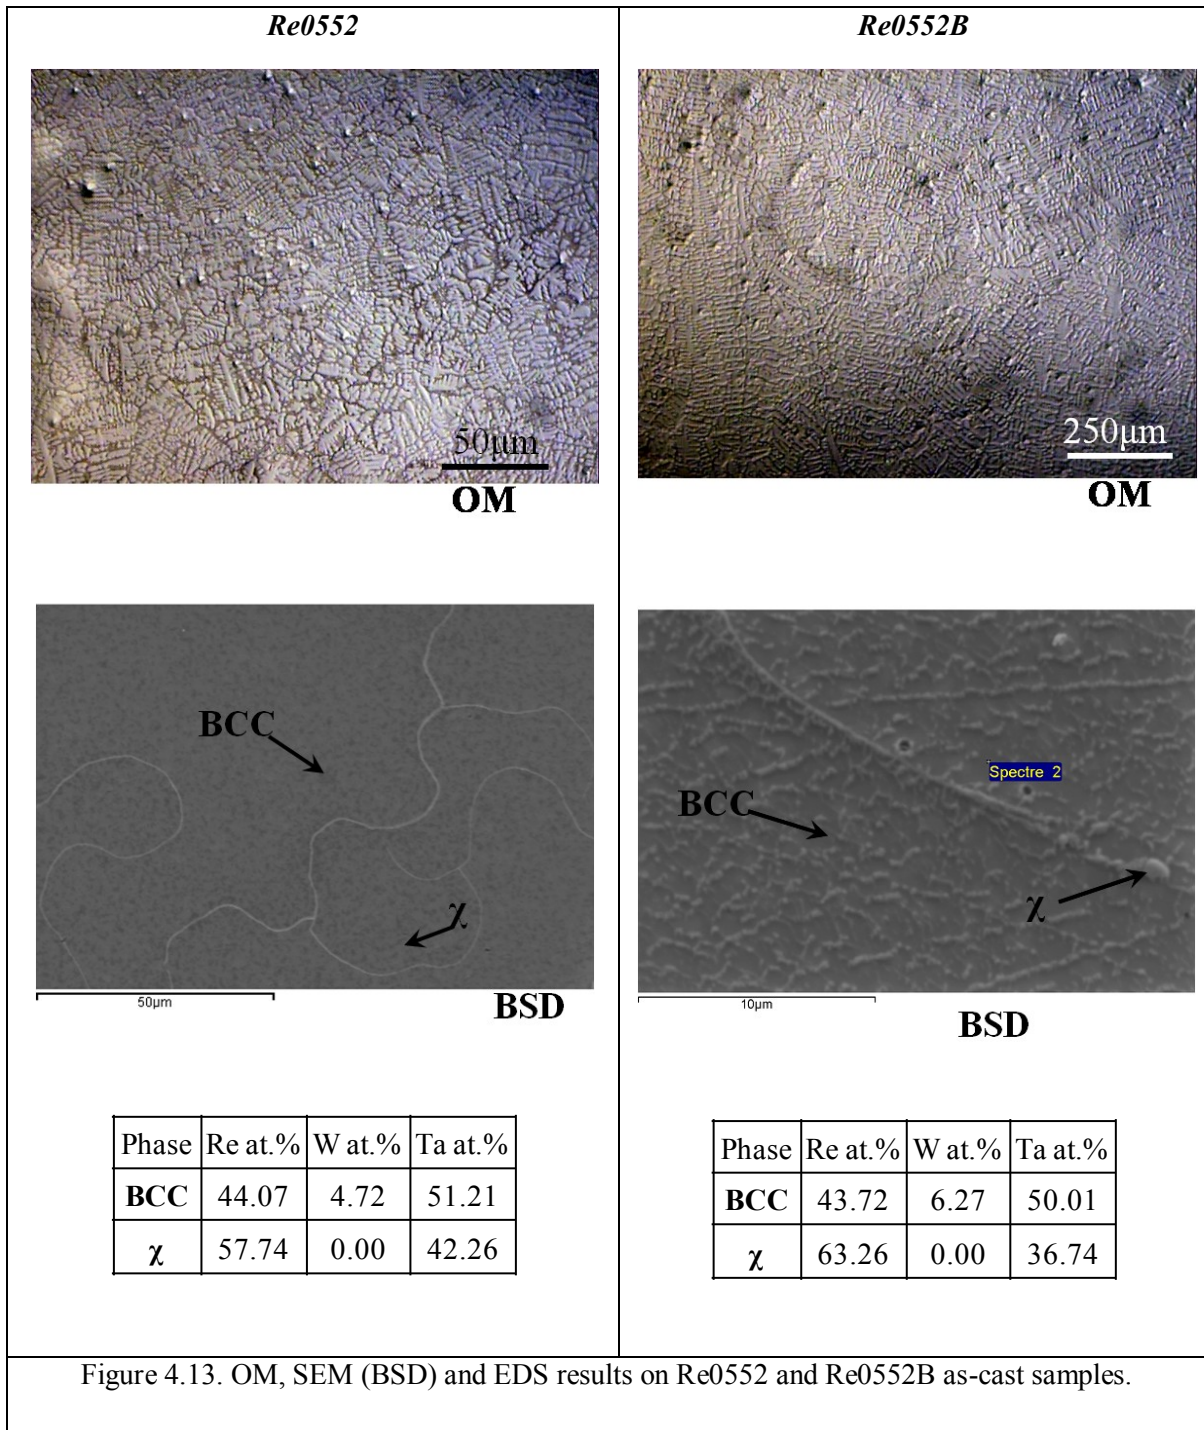 Re0552
50μm
OM
BCC
χ
50μm
BSD
Phase Re at.% W at.% Ta at.%
BCC 44.07 4.72 51.21
χ 57.74 0.00 42.26
Re0552B
250μm
OM
Spectre 2
BCC
χ
10μm
BSD
Phase Re at.% W at.% Ta at.%
BCC 43.72 6.27 50.01
χ 63.26 0.00 36.74
Figure 4.13. OM, SEM (BSD) and EDS results on Re0552 and Re0552B as-cast samples.